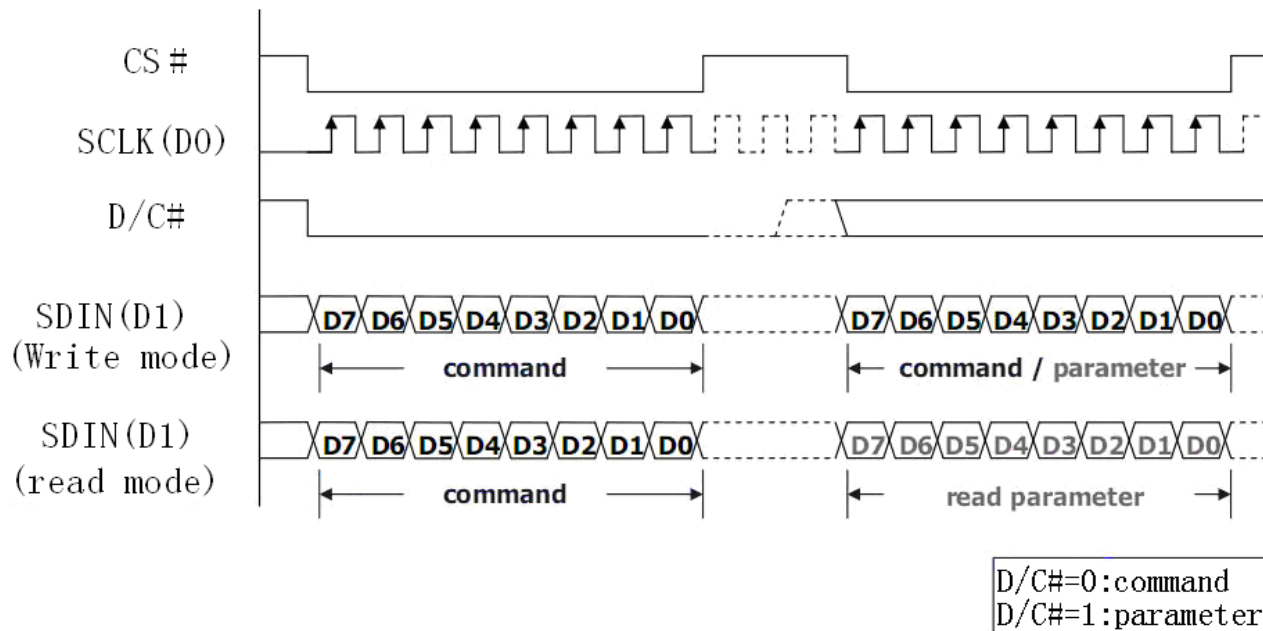 CS#
SCLK(D0)
D/C#
SDIN(D1)
(Write mode)
D7 D6 D5 D4 D3 D2 D1 D0
D7 D6 D5 D4 D3 D2 D1 D0
command
command / parameter
SDIN(D1)
(read mode)
D7 D6 D5 D4 D3 D2 D1 D0
D7 D6 D5 D4 D3 D2 D1 D0
command
read parameter
D/C#=0:command
D/C#=1:parameter